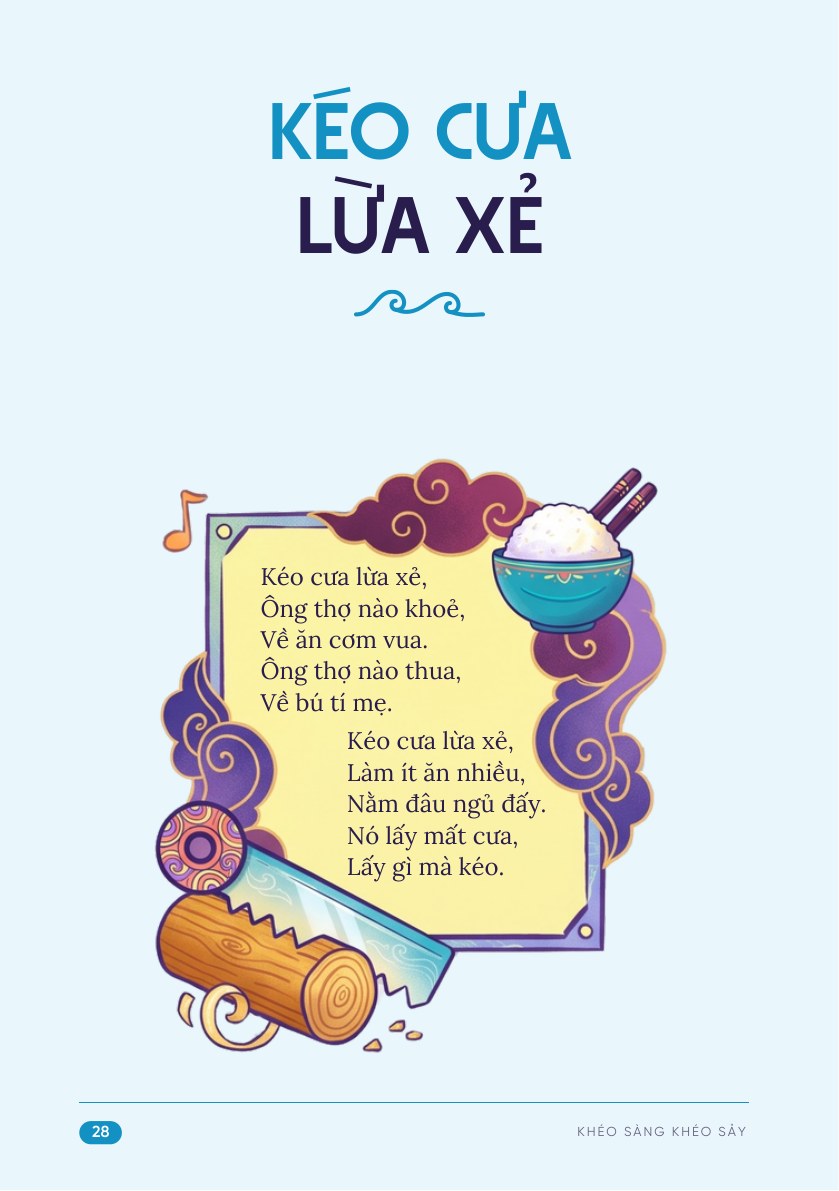 KÉO CƯA
LỪA XẺ
Kéo cưa lừa xẻ,
Ông thợ nào khoẻ,
Về ăn cơm vua.
Ông thợ nào thua,
Về bú tí mẹ.
Kéo cưa lừa xẻ,
Làm ít ăn nhiều,
Nằm đâu ngủ đấy.
Nó lấy mất cưa,
Lấy gì mà kéo.
28
KHÉO SÀNG KHÉO SẢY